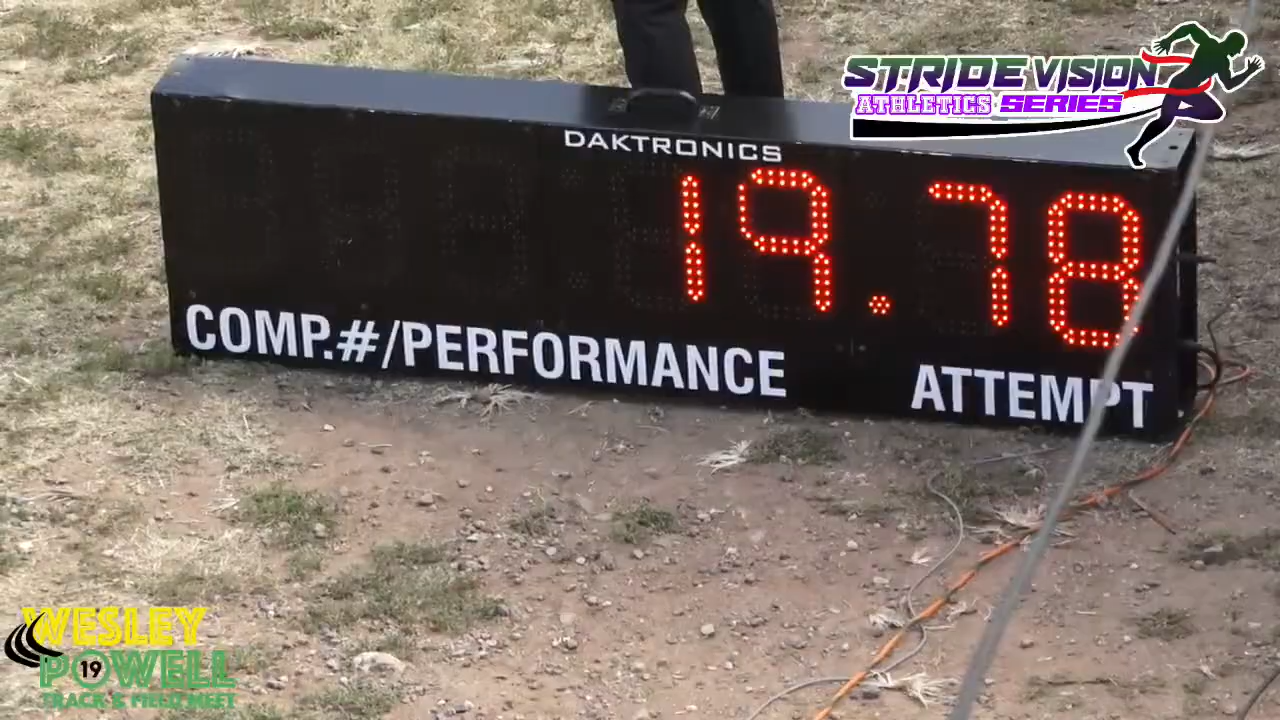 STRIDE VISION
ATHLETICS SERIES
DAKTRONICS
19.78
COMP.#/PERFORMANCE
ATTEMPT
WESLEY
POWELL
19
TRACK & FIELD MEET